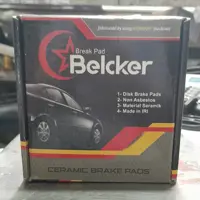 Break Pad
Belcker
1- Disk Brake Pads
2- Non Asbestos
3- Material Seramik
4- Made in IRI
CERAMIC BRAKE PADS